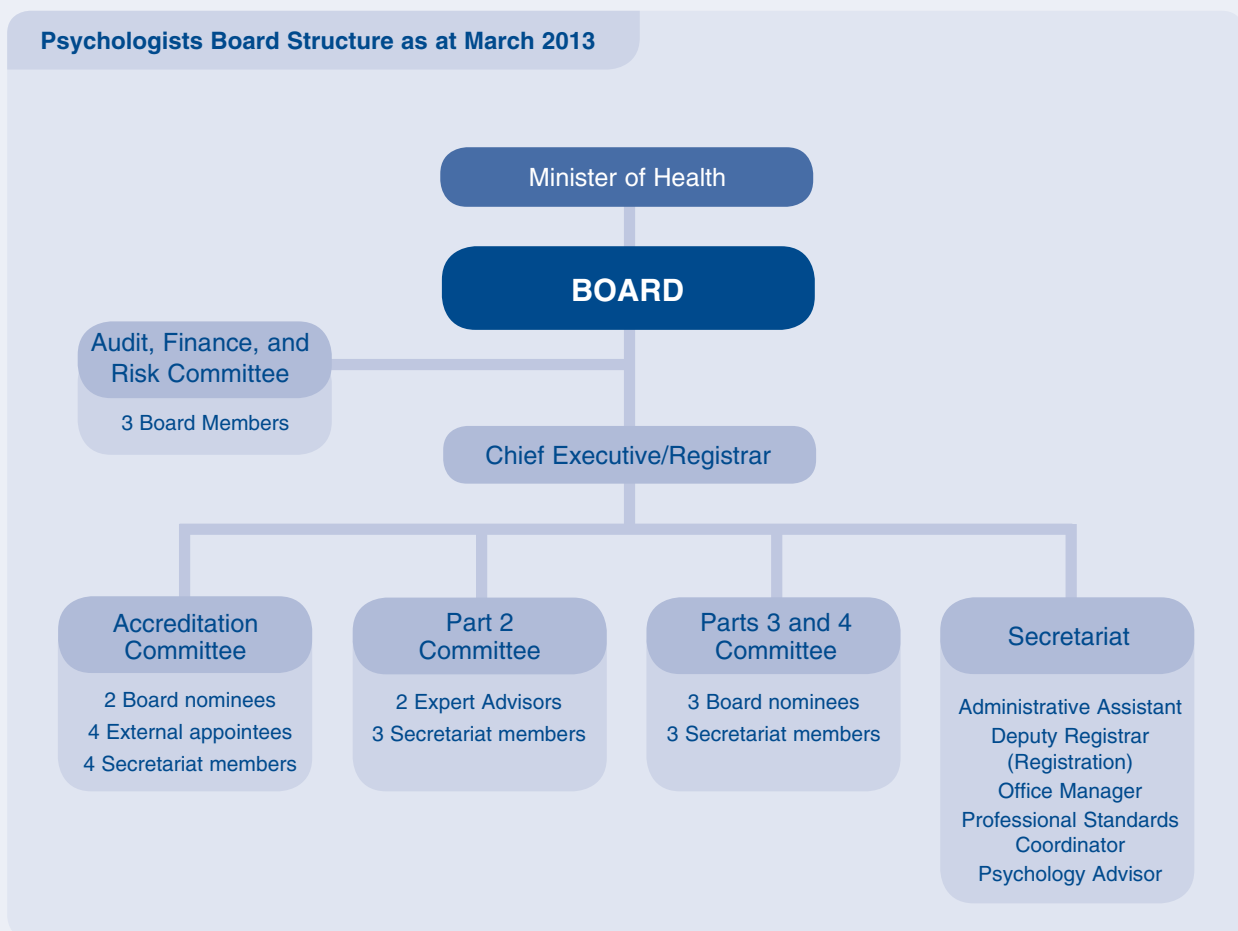 Psychologists Board Structure as at March 2013
Minister of Health
BOARD
Audit, Finance, and
Risk Committee
3 Board Members
Chief Executive/Registrar
Accreditation
Committee
2 Board nominees
4 External appointees
4 Secretariat members
Part 2
Committee
2 Expert Advisors
3 Secretariat members
Parts 3 and 4
Committee
3 Board nominees
3 Secretariat members
Secretariat
Administrative Assistant
Deputy Registrar
(Registration)
Office Manager
Professional Standards
Coordinator
Psychology Advisor